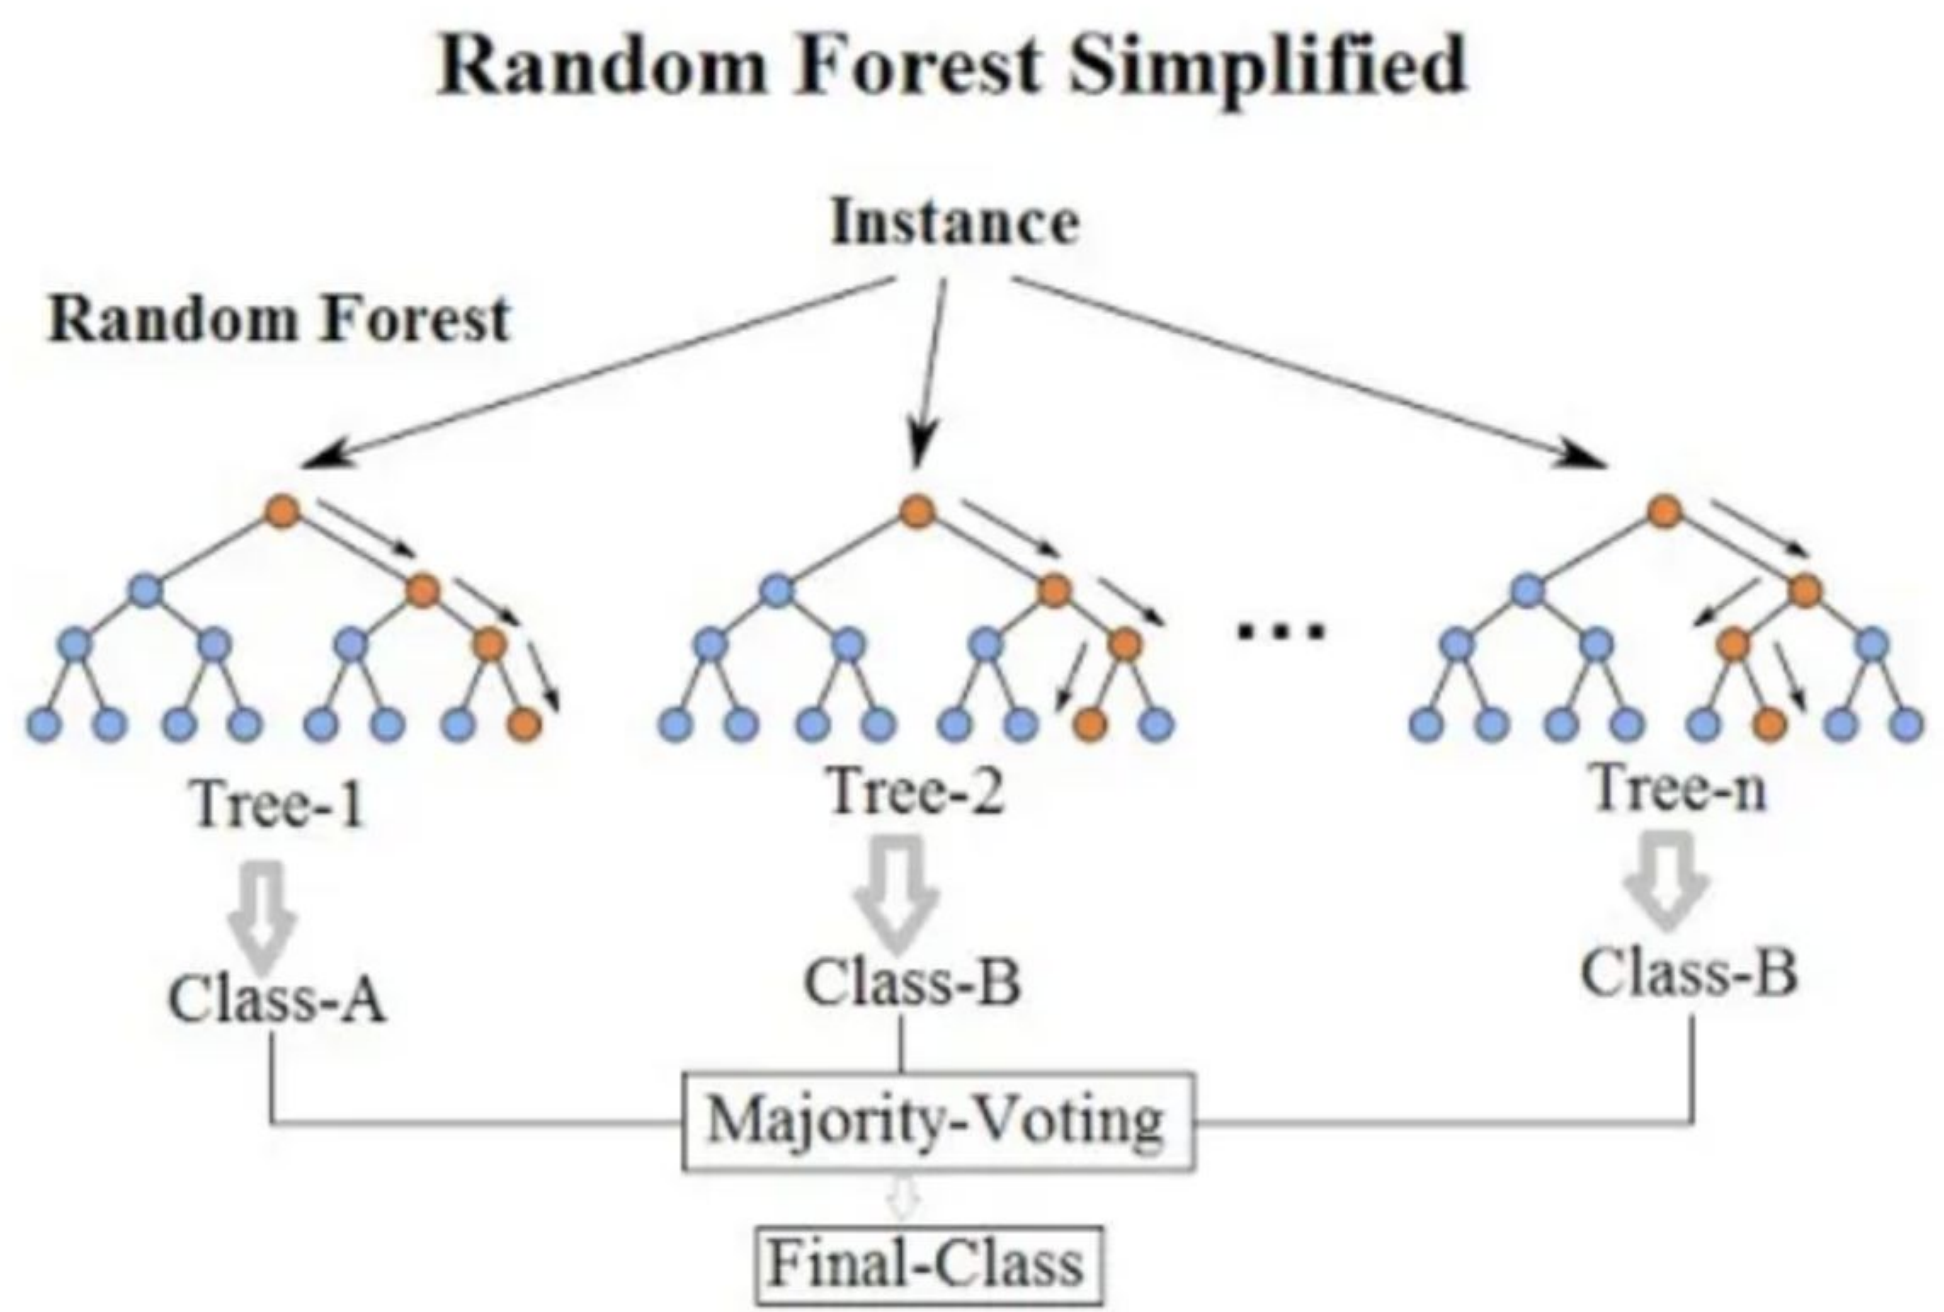 Random Forest Simplified
Instance
Random Forest
...
Tree-1
Tree-2
Tree-n
Class-A
Class-B
Class-B
Majority-Voting
Final-Class